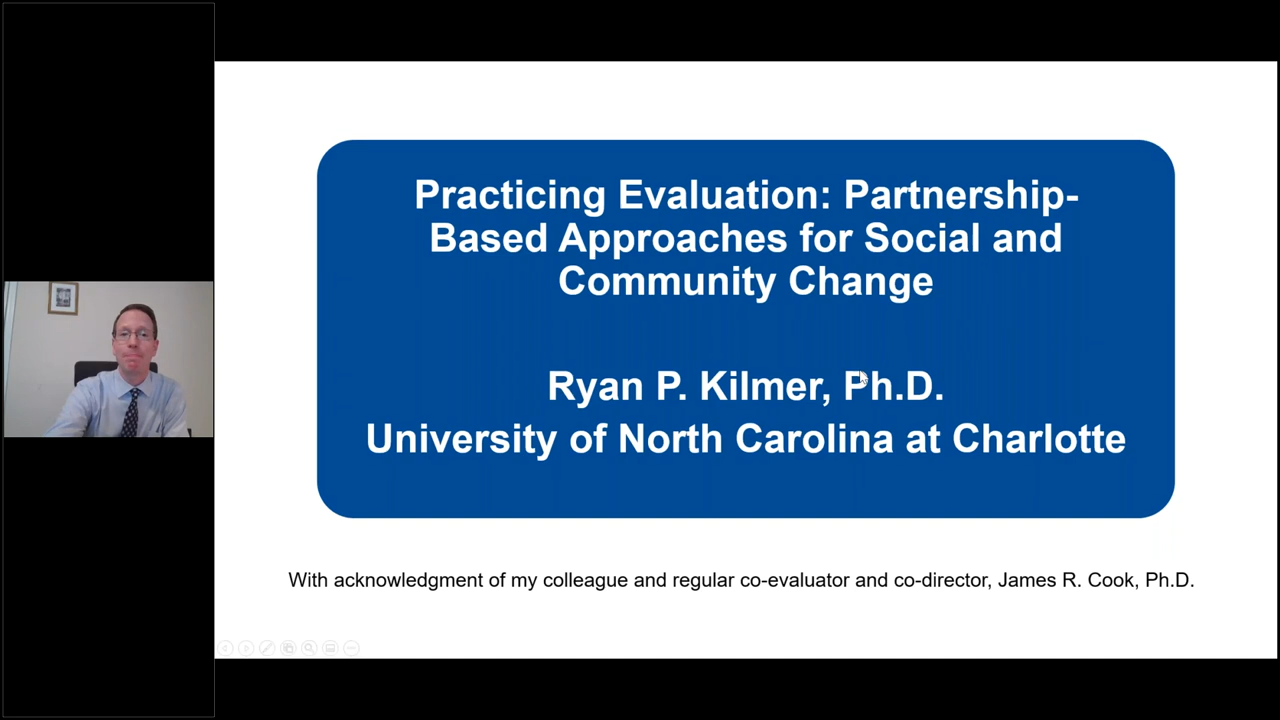 Practicing Evaluation: Partnership-
Based Approaches for Social and
Community Change
Ryan P. Kilmer, Ph.D.
University of North Carolina at Charlotte
With acknowledgment of my colleague and regular co-evaluator and co-director, James R. Cook, Ph.D.